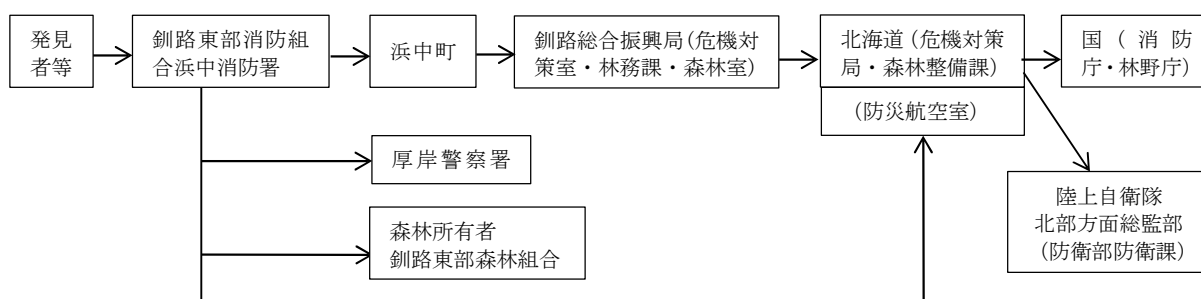 発見
者等
釧路東部消防組
合浜中消防署
浜中町
釧路総合振興局(危機対
策室・林務課・森林室)
北海道(危機対策
局・森林整備課)
(防災航空室)
国(消防
庁・林野庁)
厚岸警察署
森林所有者
釧路東部森林組合
陸上自衛隊
北部方面総監部
(防衛部防衛課)